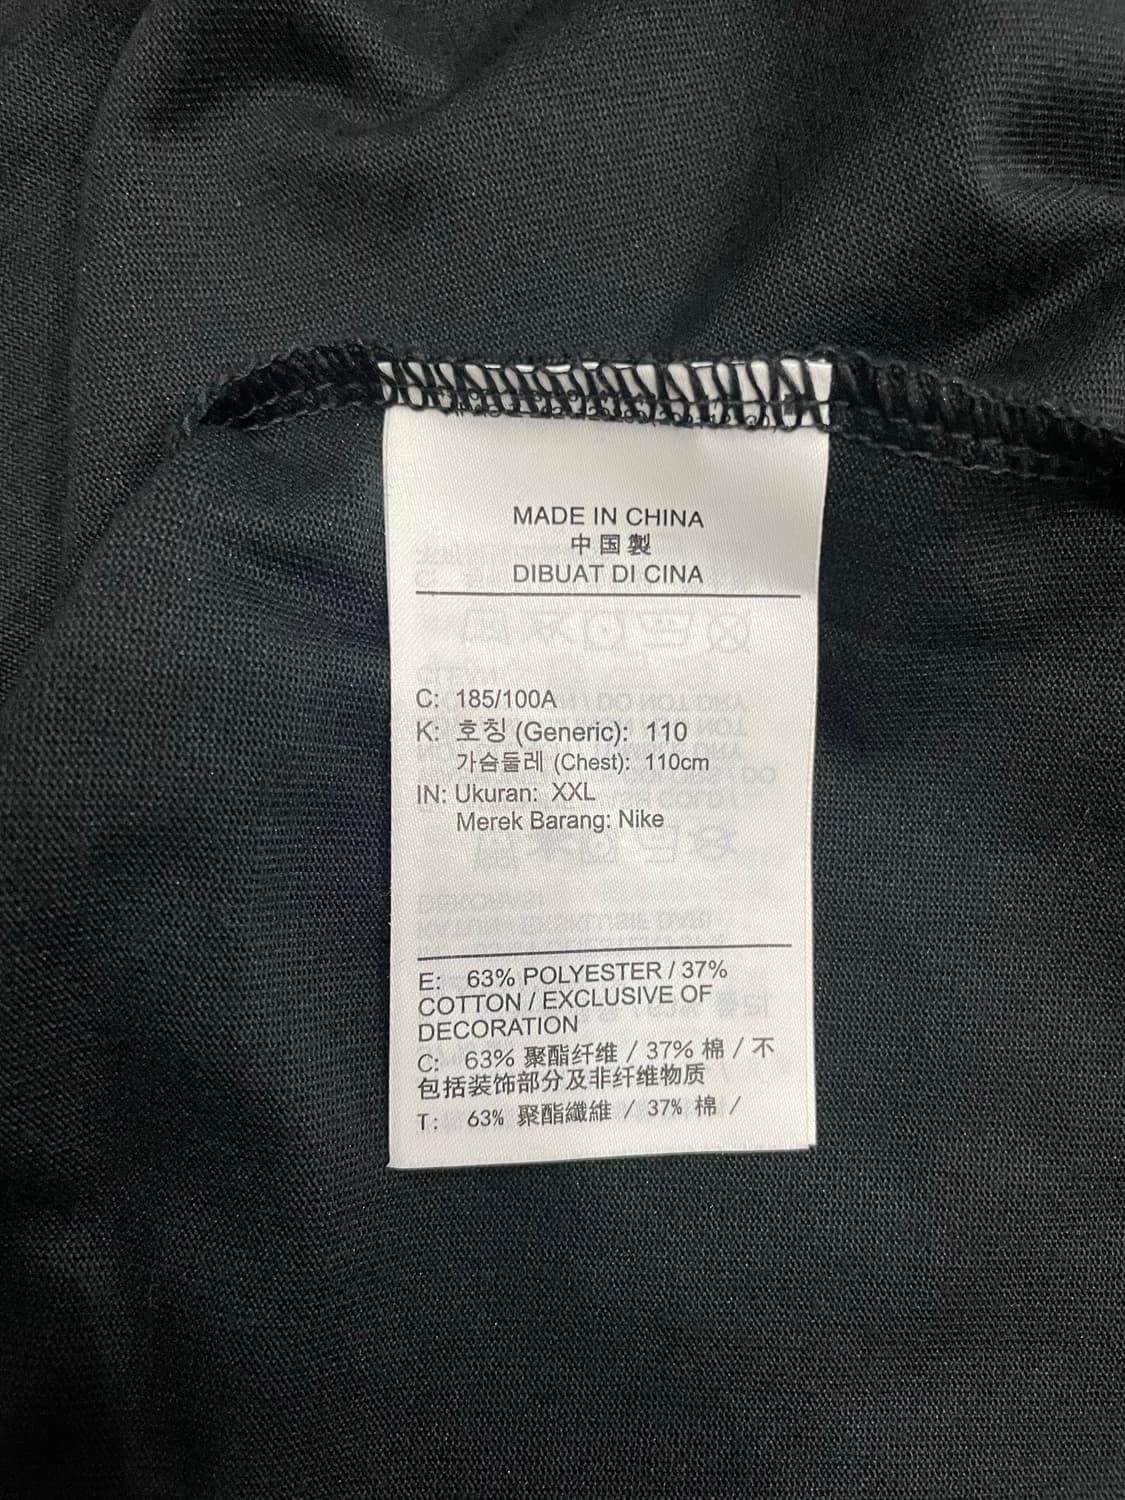 MADE IN CHINA
中国製
DIBUAT DI CINA
C: 185/100A
K: 호칭 (Generic): 110
가슴둘레 (Chest): 110cm
IN: Ukuran: XXL
Merek Barang: Nike
E: 63% POLYESTER / 37%
COTTON / EXCLUSIVE OF
DECORATION
C: 63% 聚酯纤维 / 37% 棉 / 不
包括装饰部分及非纤维物质
T: 63% 聚酯纖維 / 37% 棉 /